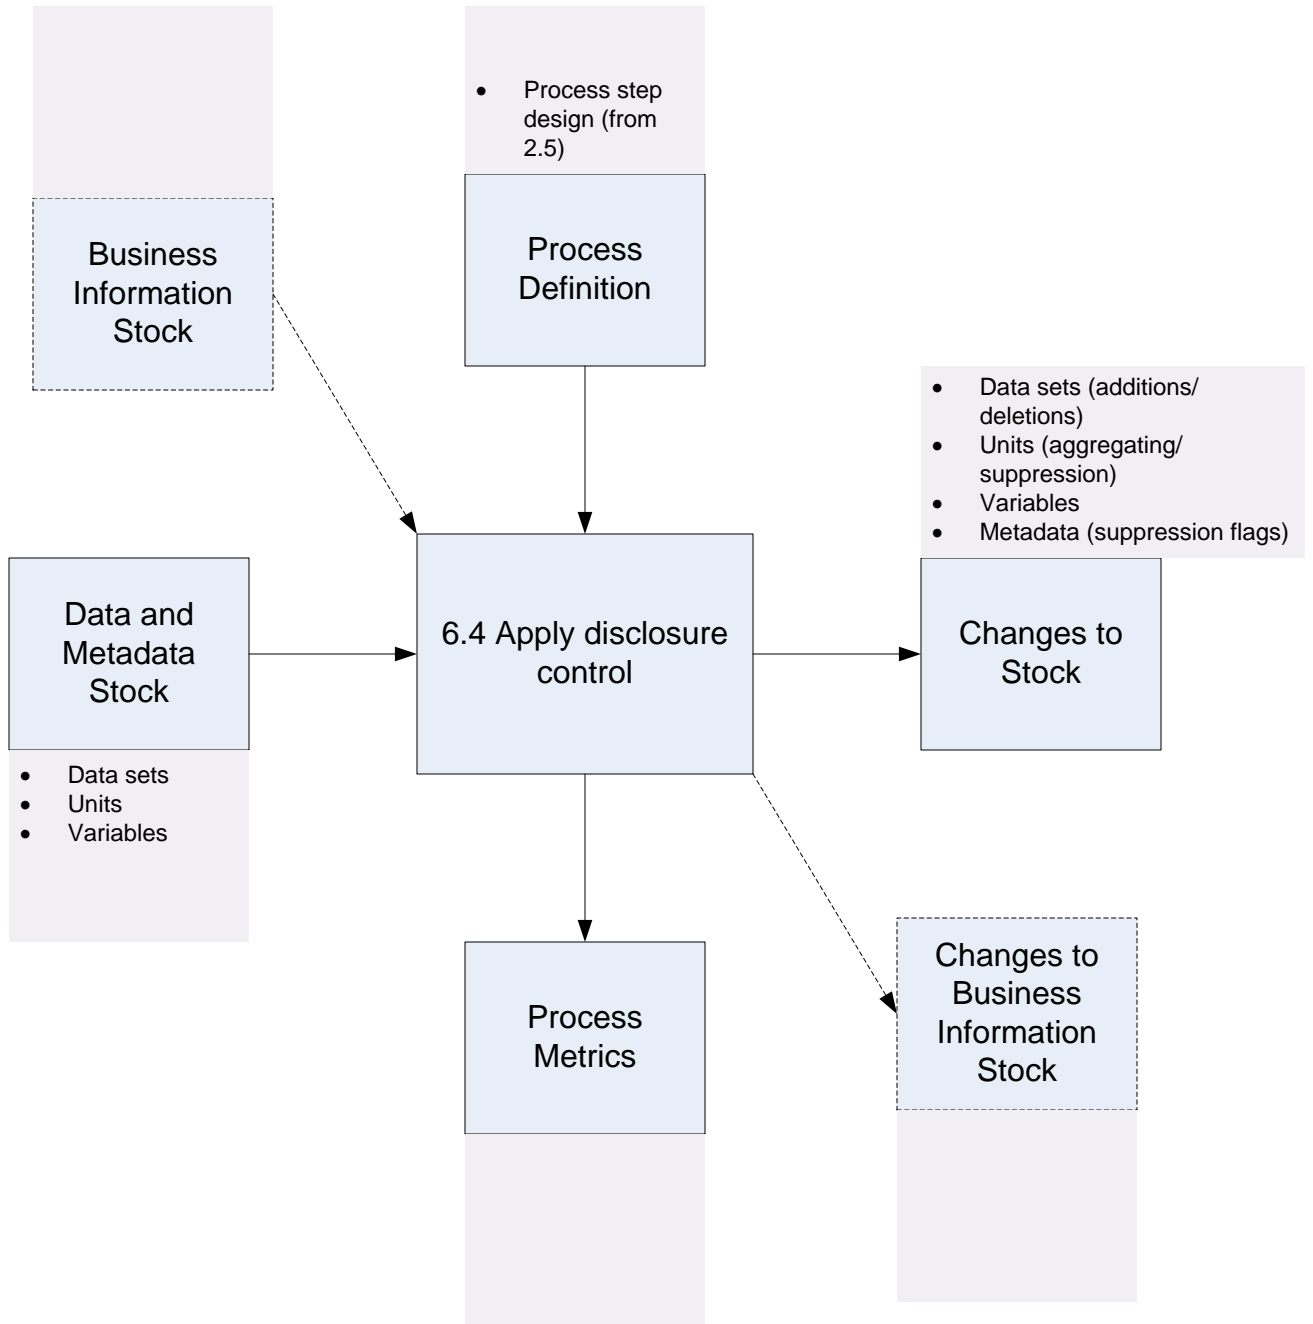 • Process step
design (from
2.5)
Business
Information
Stock
Process
Definition
• Data sets (additions/
deletions)
• Units (aggregating/
suppression)
• Variables
• Metadata (suppression flags)
Data and
Metadata
Stock
6.4 Apply disclosure
control
Changes to
Stock
• Data sets
• Units
• Variables
Process
Metrics
Changes to
Business
Information
Stock